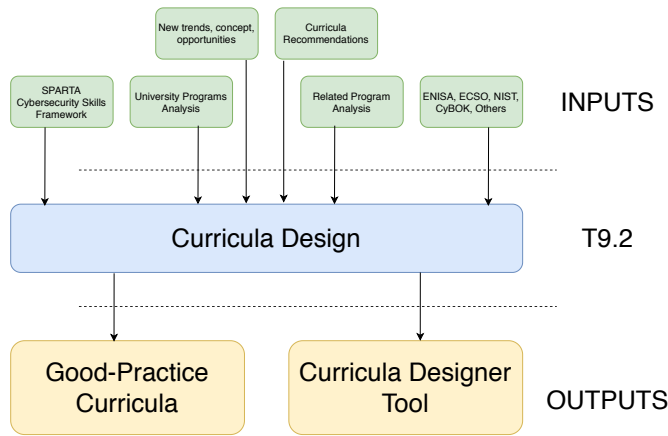 New trends, concept,
opportunities
Curricula
Recommendations
SPARTA
Cybersecurity Skills
Framework
University Programs
Analysis
Related Program
Analysis
ENISA, ECSO, NIST,
CyBOK, Others
INPUTS
Curricula Design
T9.2
Good-Practice
Curricula
Curricula Designer
Tool
OUTPUTS